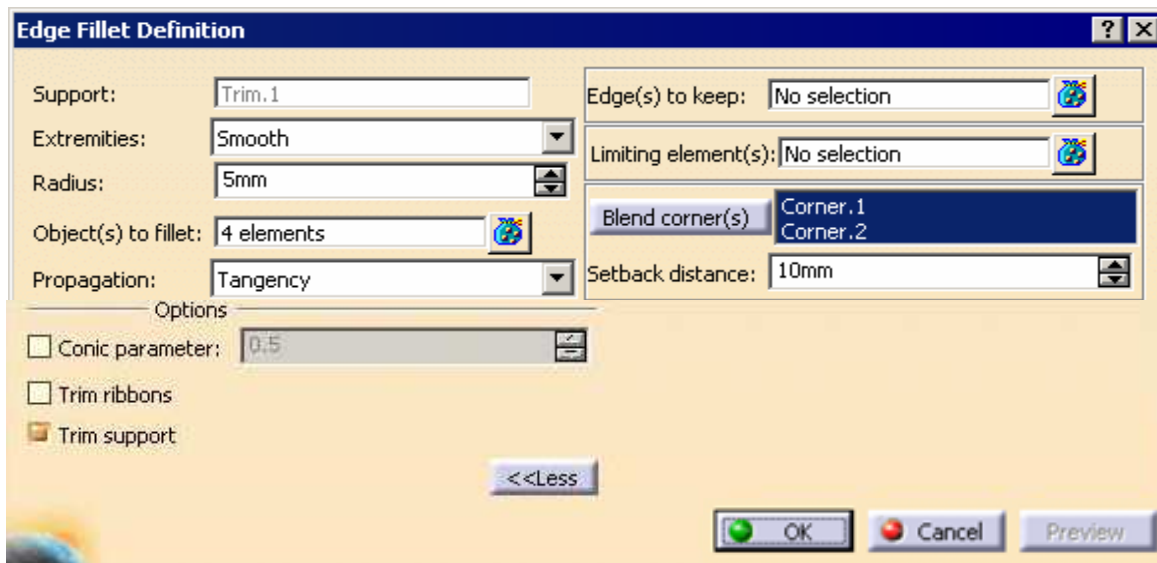 Edge Fillet Definition
Support: Trim.1
Extremities: Smooth
Radius: 5mm
Object(s) to fillet: 4 elements
Propagation: Tangency
Edge(s) to keep: No selection
Limiting element(s): No selection
Blend corner(s) Corner.1
Corner.2
Setback distance: 10mm
Options
Conic parameter: 0.5
Trim ribbons
Trim support
<<Less
OK Cancel Preview